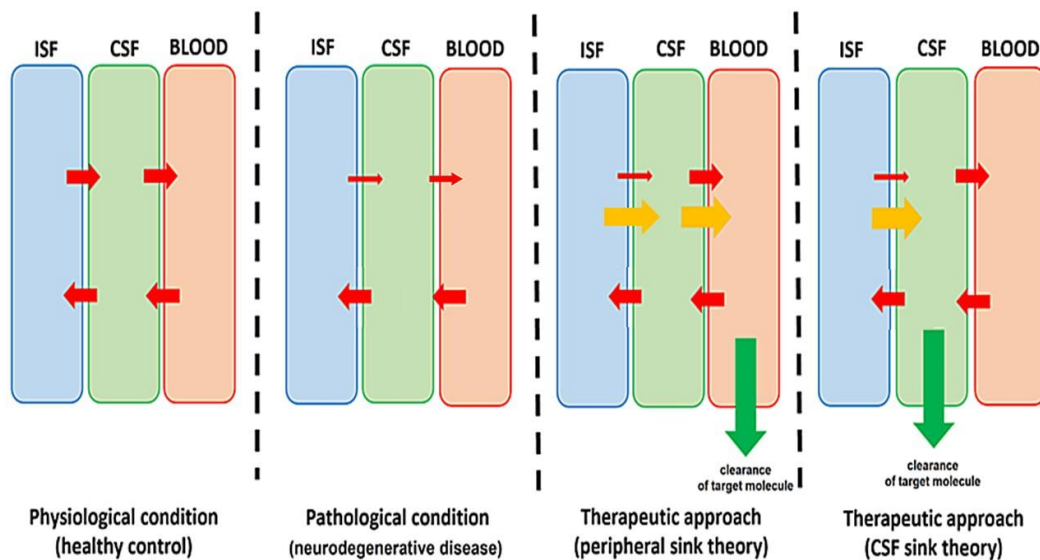 ISF CSF BLOOD
ISF CSF BLOOD
ISF CSF BLOOD
ISF CSF BLOOD
clearance
of target molecule
clearance
of target molecule
Physiological condition
(healthy control)
Pathological condition
(neurodegenerative disease)
Therapeutic approach
(peripheral sink theory)
Therapeutic approach
(CSF sink theory)